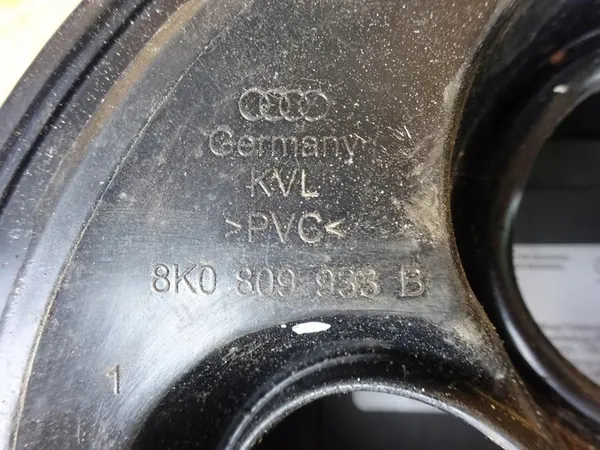 Germany
KVL
>PVC<
8K0 809 933 B
1